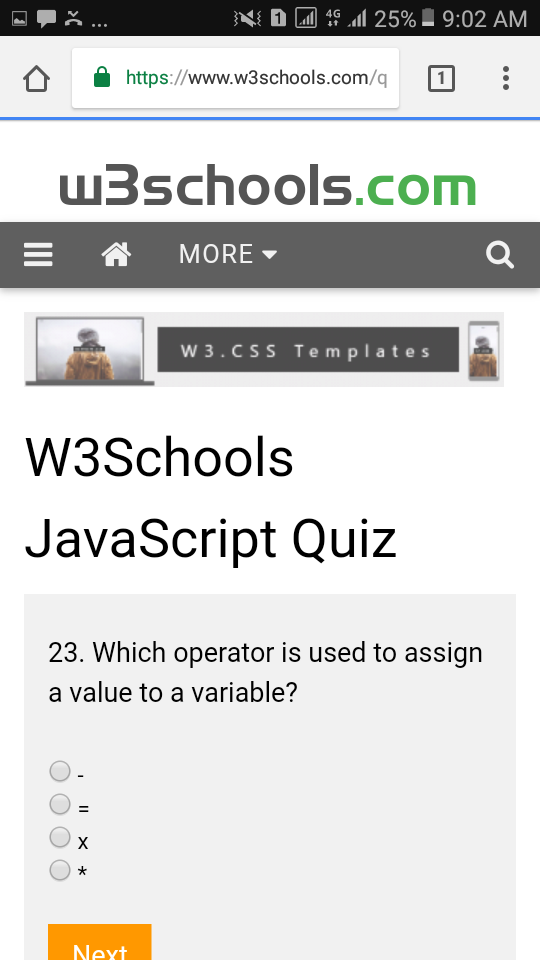 ... 1 4G 25% 9:02 AM
https://www.w3schools.com/q 1
w3schools.com
MORE
W3.CSS Templates
W3Schools
JavaScript Quiz
23. Which operator is used to assign
a value to a variable?
-
=
x
*
Next